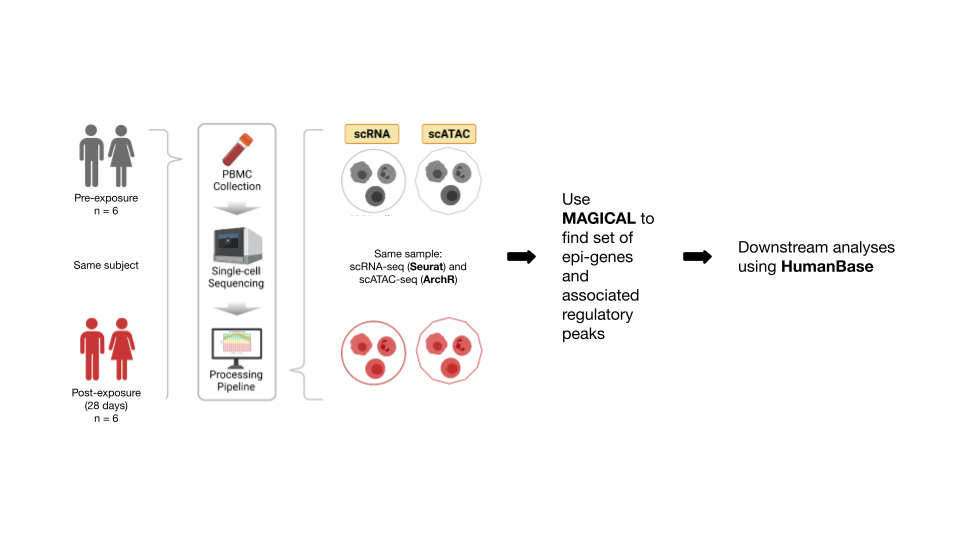 Pre-exposure
n = 6
Same subject
Post-exposure
(28 days)
n = 6
PBMC
Collection
Single-cell
Sequencing
Processing
Pipeline
scRNA
scATAC
Same sample:
scRNA-seq (Seurat) and
scATAC-seq (ArchR)
Use
MAGICAL to
find set of
epi-genes
and
associated
regulatory
peaks
Downstream analyses
using HumanBase